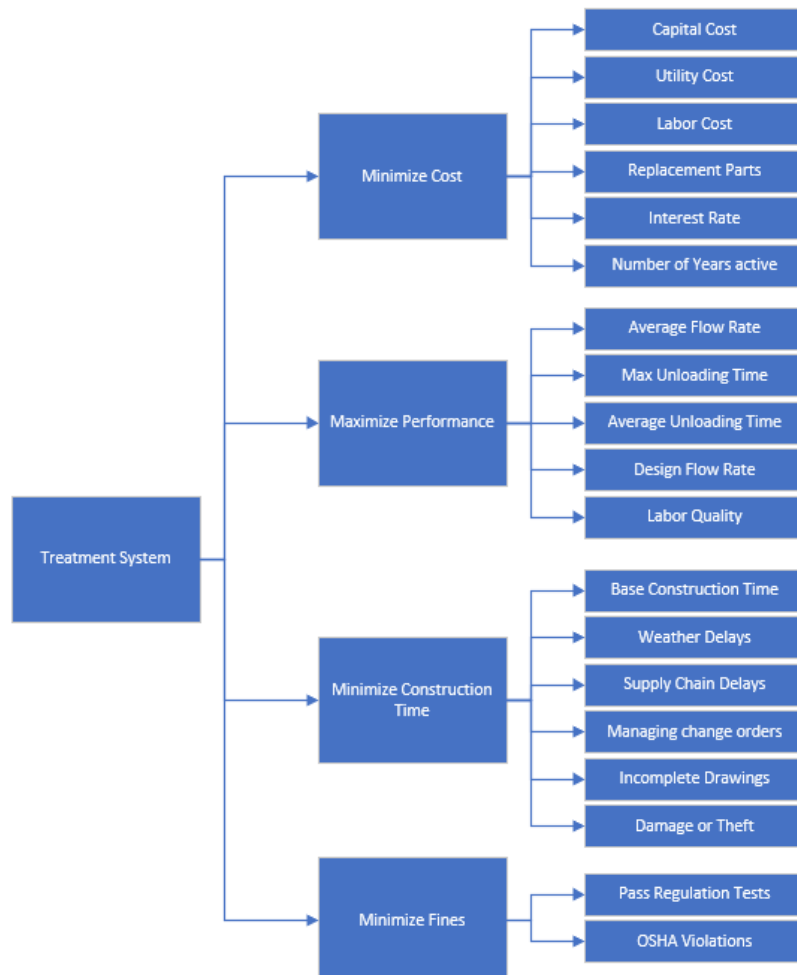 Treatment System
Minimize Cost
Capital Cost
Utility Cost
Labor Cost
Replacement Parts
Interest Rate
Number of Years active
Maximize Performance
Average Flow Rate
Max Unloading Time
Average Unloading Time
Design Flow Rate
Labor Quality
Minimize Construction
Time
Base Construction Time
Weather Delays
Supply Chain Delays
Managing change orders
Incomplete Drawings
Damage or Theft
Minimize Fines
Pass Regulation Tests
OSHA Violations